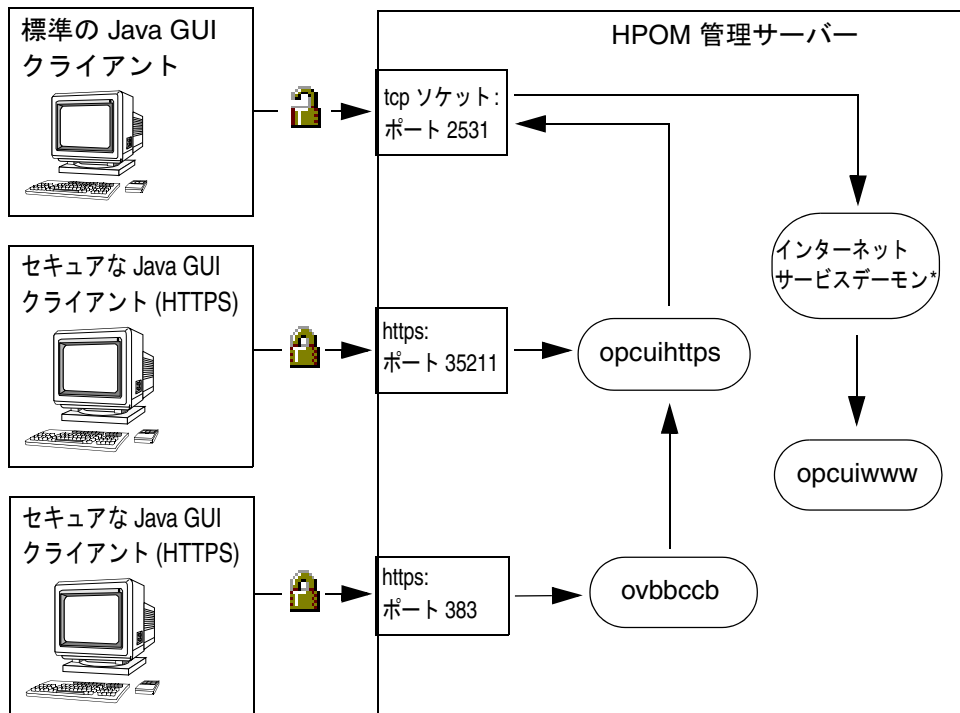 標準の Java GUI
クライアント
HPOM 管理サーバー
tcp ソケット:
ポート 2531
インターネット
サービスデーモン*
セキュアな Java GUI
クライアント (HTTPS)
https:
ポート 35211
opcuihttps
opcuiwww
セキュアな Java GUI
クライアント (HTTPS)
https:
ポート 383
ovbbccb